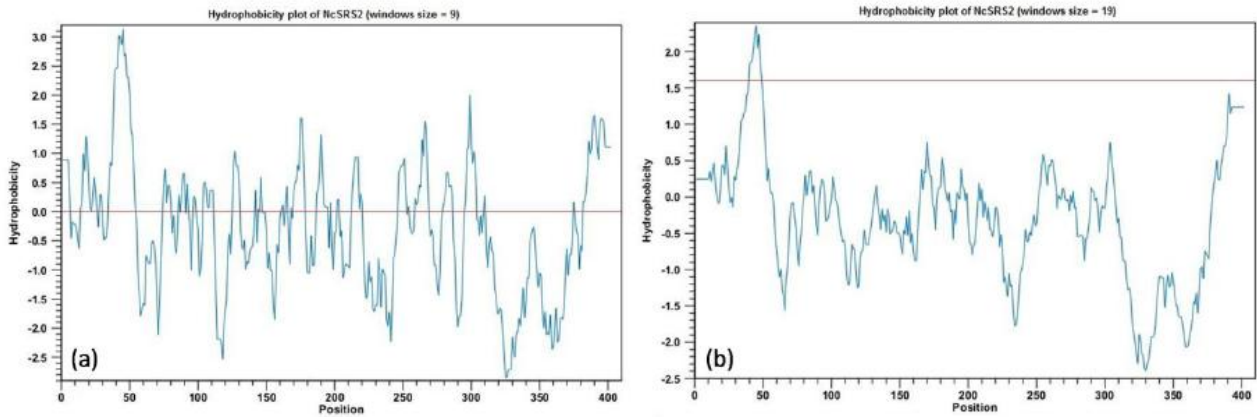 Hydrophobicity plot of NcSRS2 (windows size = 9)
3.0
2.5
2.0
1.5
1.0
0.5
0.0
-0.5
-1.0
-1.5
-2.0
-2.5
Hydrophobicity
(a)
0 50 100 150 200 250 300 350 400
Position
Hydrophobicity plot of NcSRS2 (windows size = 19)
2.0
1.5
1.0
0.5
0.0
-0.5
-1.0
-1.5
-2.0
-2.5
Hydrophobicity
(b)
0 50 100 150 200 250 300 350 400
Position